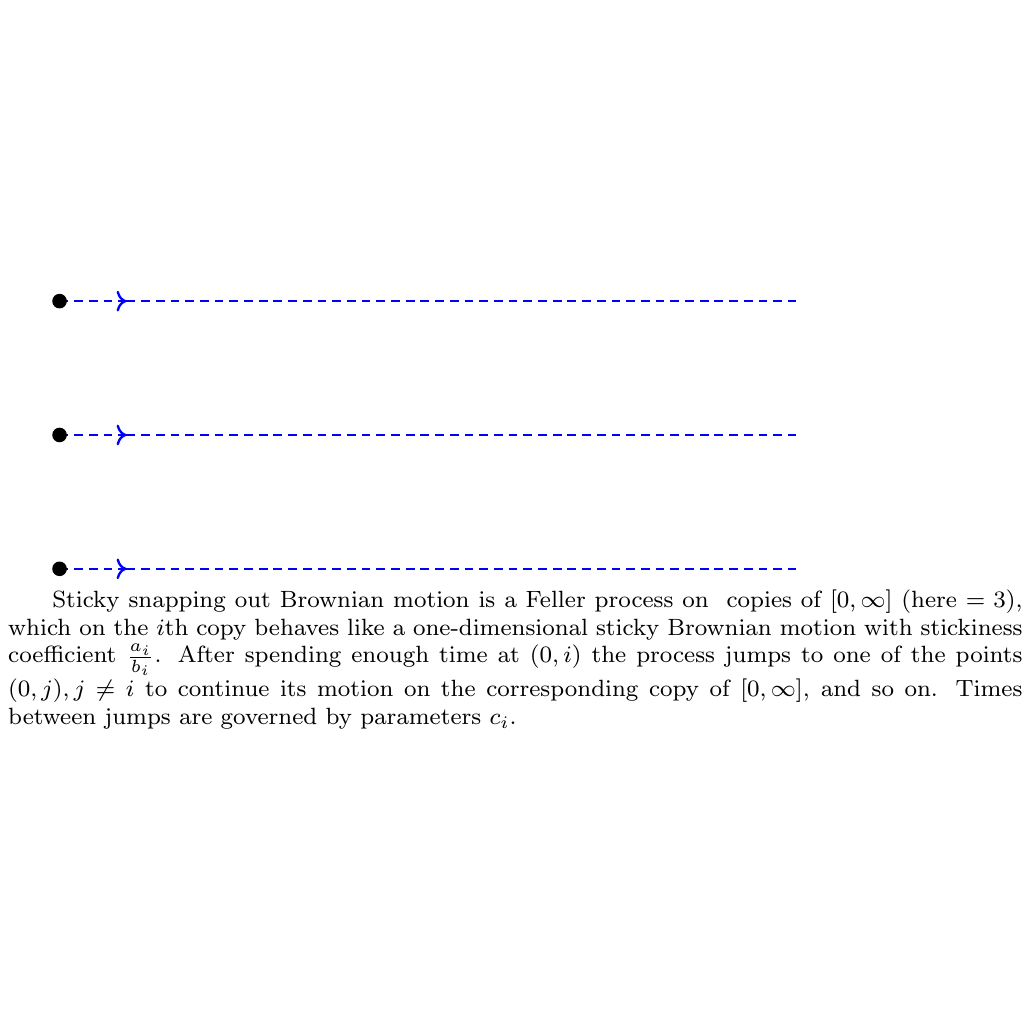 Sticky snapping out Brownian motion is a Feller process on copies of $[0, \infty]$ (here = 3),
which on the $i$th copy behaves like a one-dimensional sticky Brownian motion with stickiness
coefficient $\frac{a_i}{b_i}$. After spending enough time at $(0, i)$ the process jumps to one of the points
$(0, j), j \neq i$ to continue its motion on the corresponding copy of $[0, \infty]$, and so on. Times
between jumps are governed by parameters $c_i$.